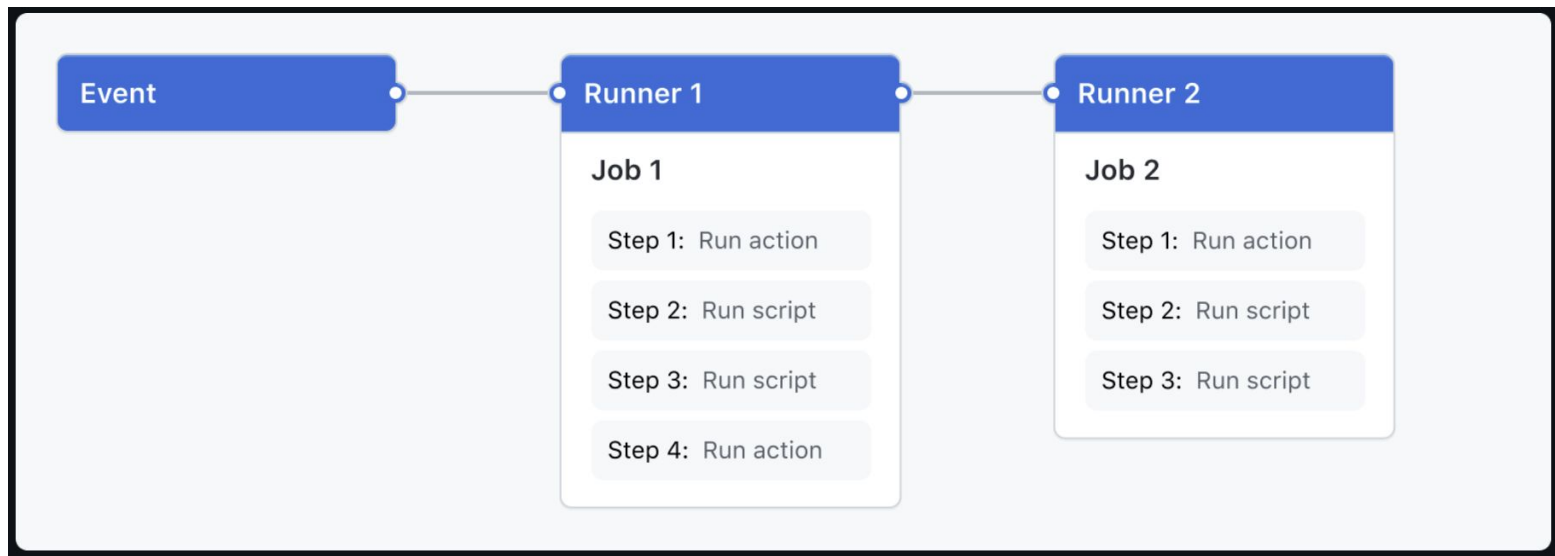 Event
Runner 1
Job 1
Step 1: Run action
Step 2: Run script
Step 3: Run script
Step 4: Run action
Runner 2
Job 2
Step 1: Run action
Step 2: Run script
Step 3: Run script